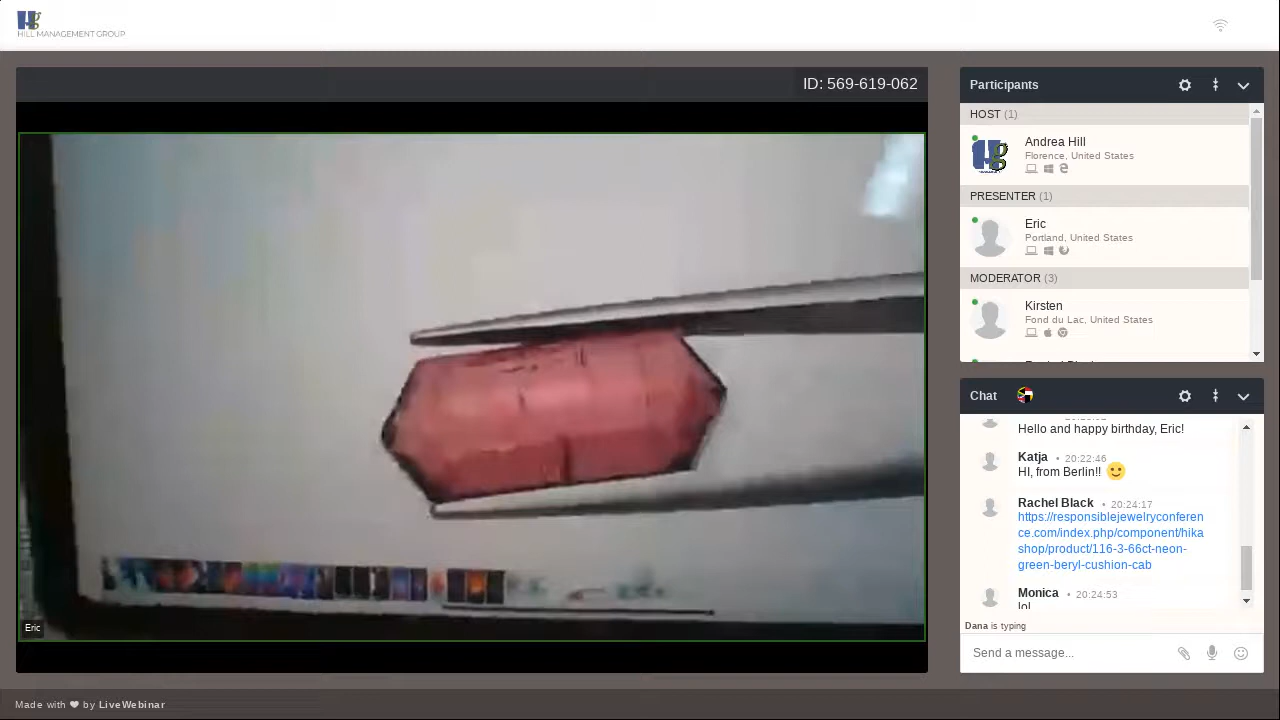 Hg
HILL MANAGEMENT GROUP
ID: 569-619-062
Eric
Participants
HOST (1)
Andrea Hill
Florence, United States
PRESENTER (1)
Eric
Portland, United States
MODERATOR (3)
Kirsten
Fond du Lac, United States
Chat
Hello and happy birthday, Eric!
Katja • 20:22:46
HI, from Berlin!!
Rachel Black • 20:24:17
https://responsiblejewelryconferen
ce.com/index.php/component/hika
shop/product/116-3-66ct-neon-
green-beryl-cushion-cab
Monica • 20:24:53
lol
Dana is typing
Send a message...
Made with ❤ by LiveWebinar